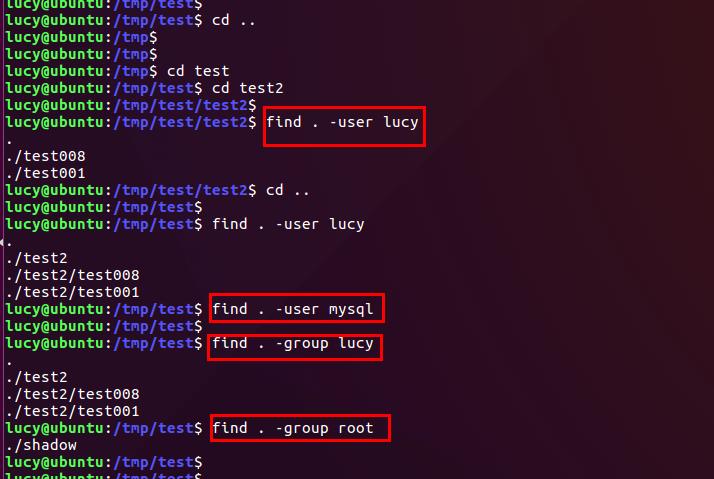 lucy@ubuntu:/tmp/test$
lucy@ubuntu:/tmp/test$ cd ..
lucy@ubuntu:/tmp$
lucy@ubuntu:/tmp$
lucy@ubuntu:/tmp$ cd test
lucy@ubuntu:/tmp/test$ cd test2
lucy@ubuntu:/tmp/test/test2$
lucy@ubuntu:/tmp/test/test2$ find . -user lucy
.
./test008
./test001
lucy@ubuntu:/tmp/test/test2$ cd ..
lucy@ubuntu:/tmp/test$
lucy@ubuntu:/tmp/test$ find . -user lucy
.
./test2
./test2/test008
./test2/test001
lucy@ubuntu:/tmp/test$ find . -user mysql
lucy@ubuntu:/tmp/test$
lucy@ubuntu:/tmp/test$ find . -group lucy
.
./test2
./test2/test008
./test2/test001
lucy@ubuntu:/tmp/test$ find . -group root
./shadow
lucy@ubuntu:/tmp/test$